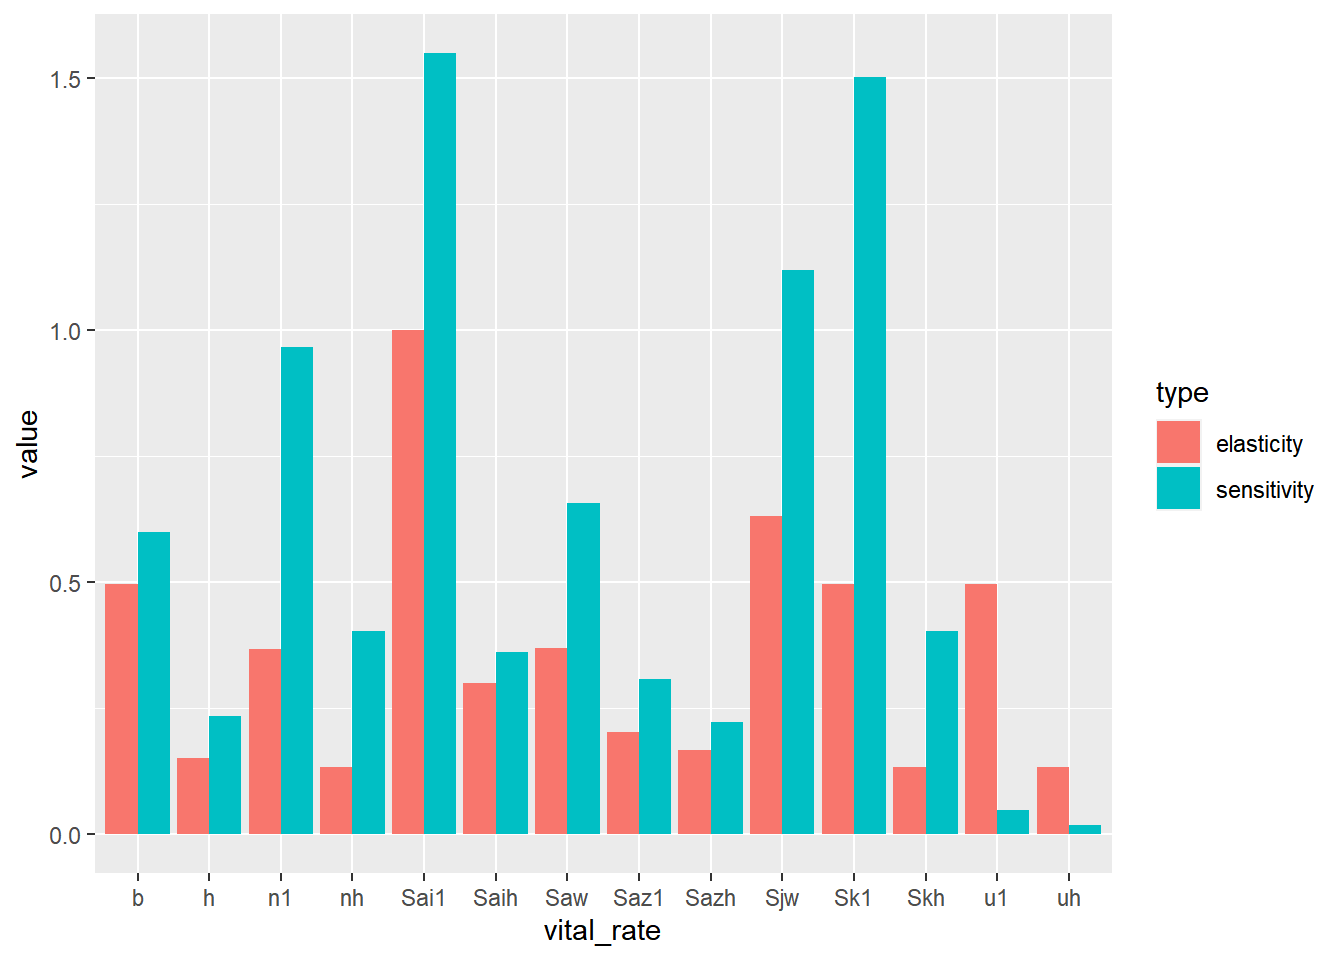 value
1.5
1.0
0.5
0.0
b h n1 nh Sai1 Saih Saw Saz1 Sazh Sjw Sk1 Skh u1 uh
vital_rate
type
elasticity
sensitivity